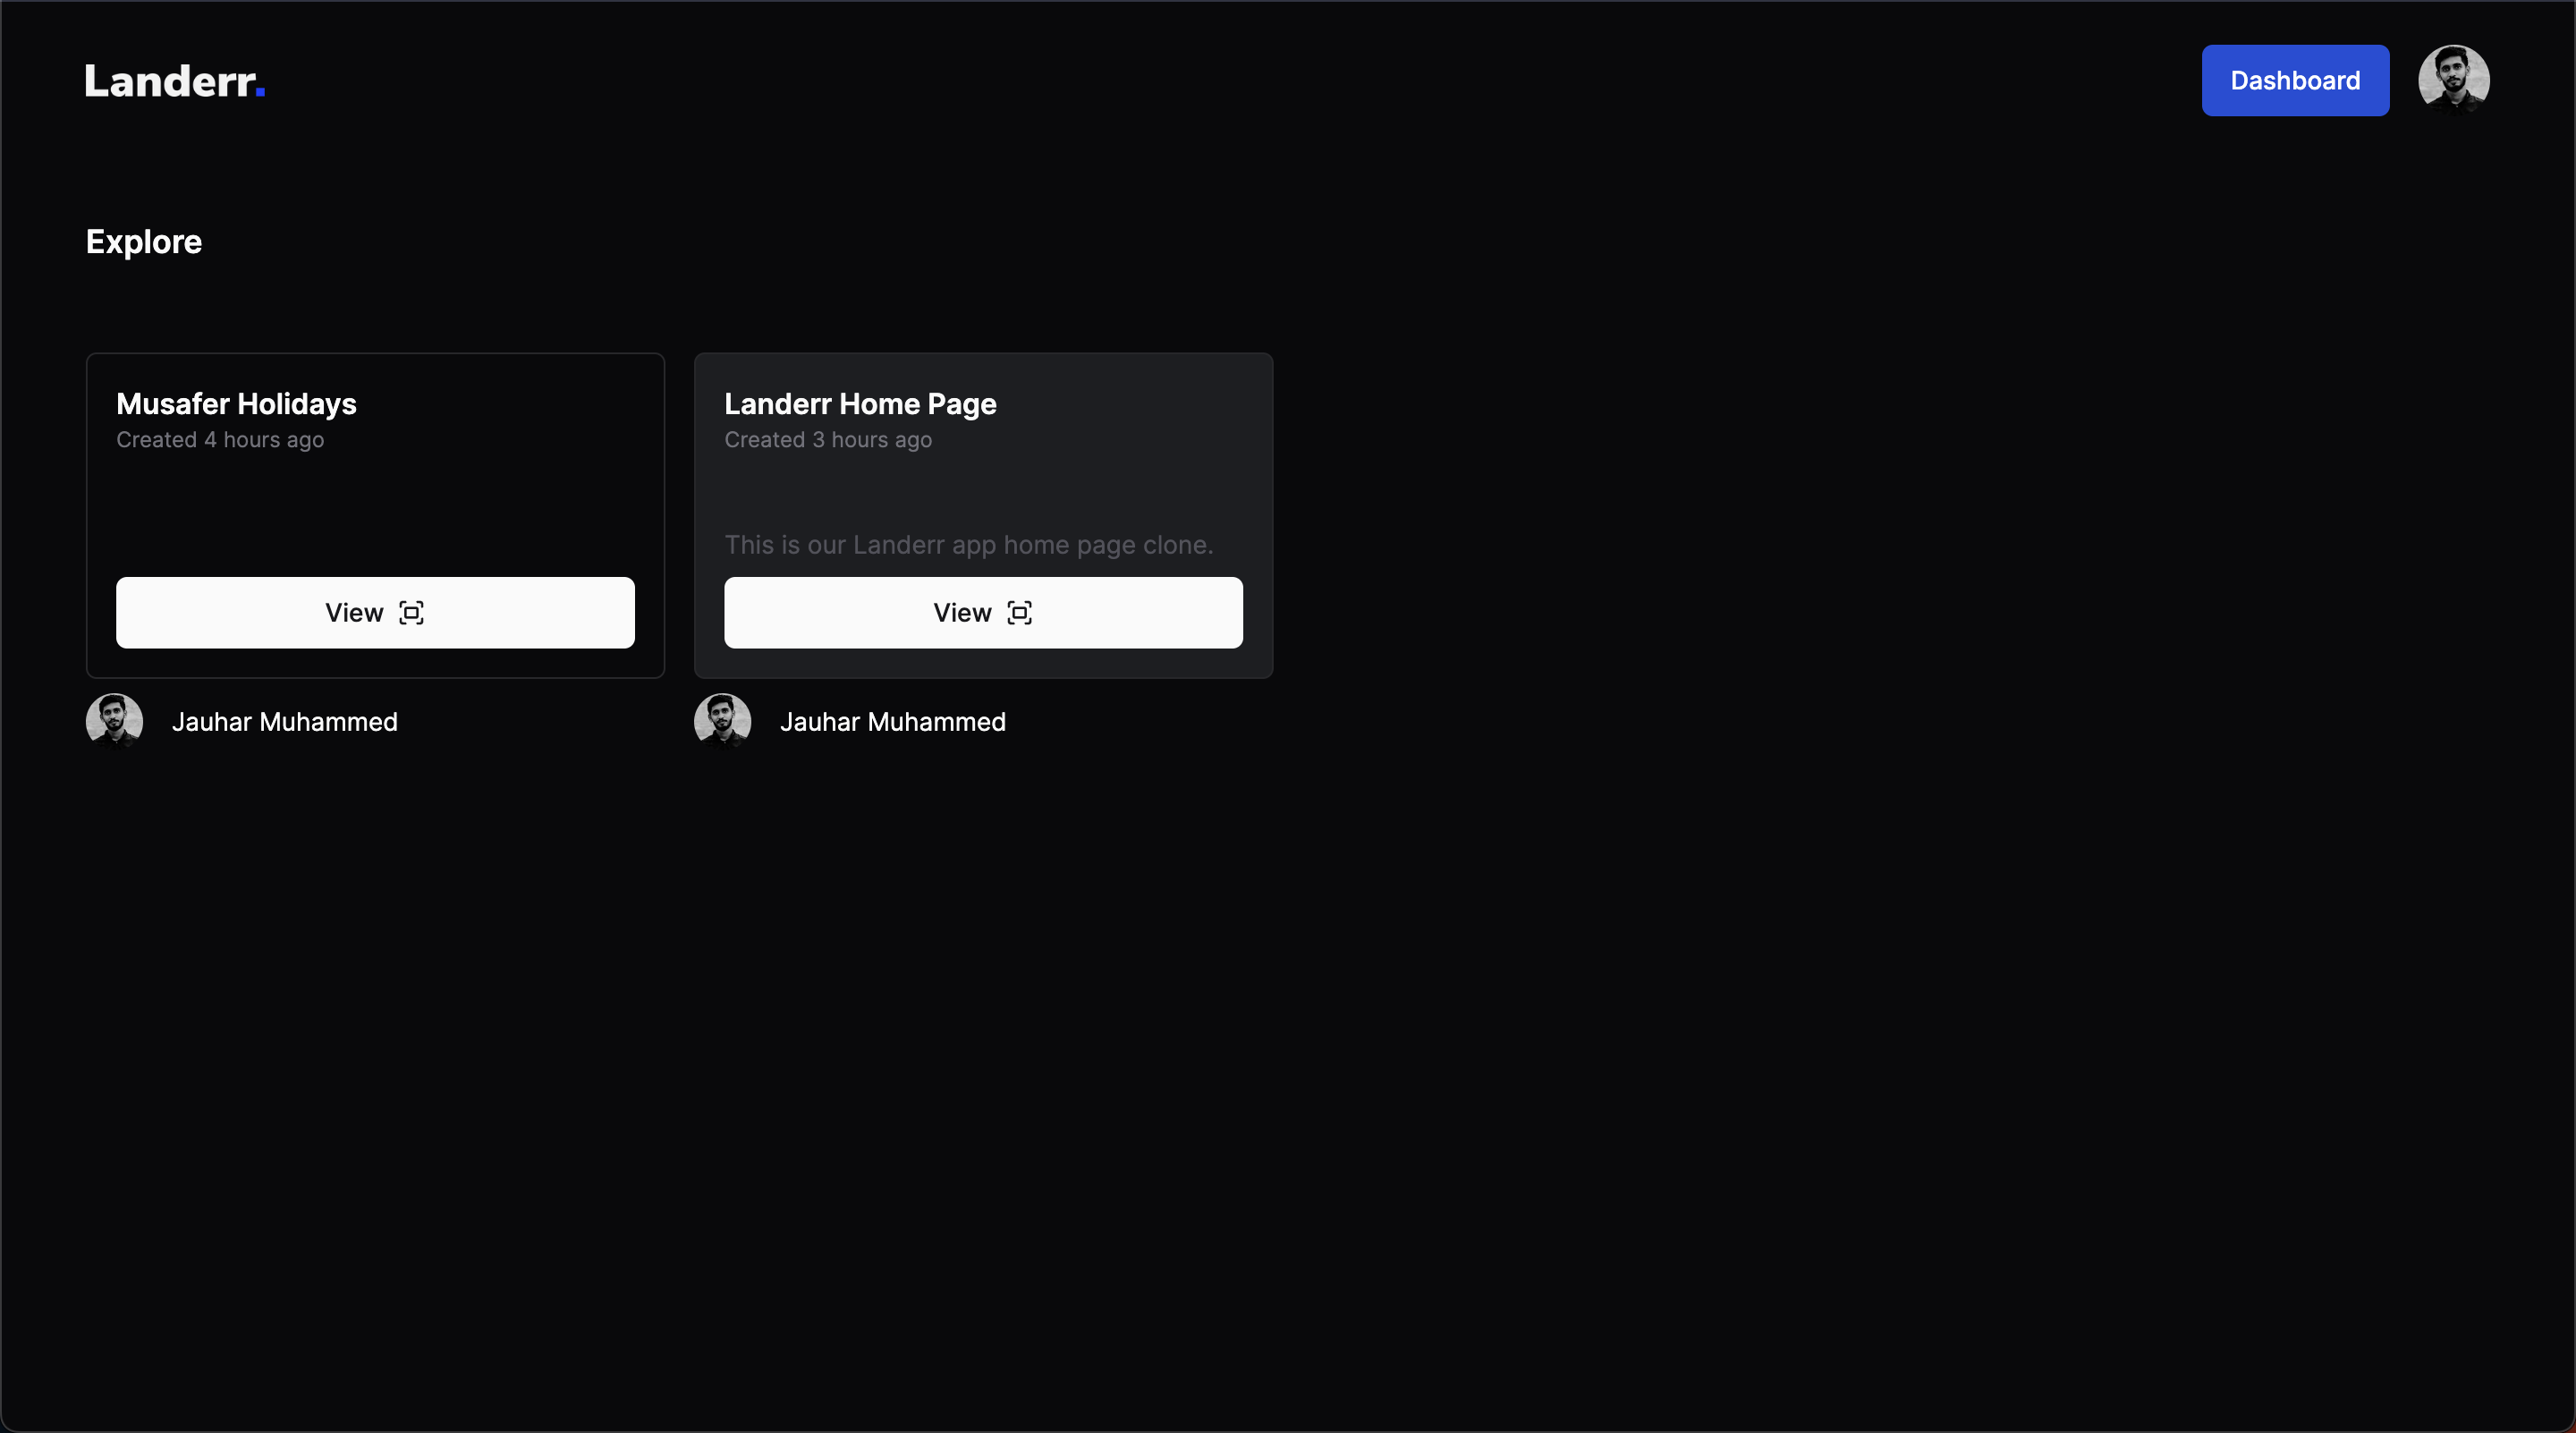 Landerr.
Dashboard
Explore
Musafer Holidays
Created 4 hours ago
View
Jauhar Muhammed
Landerr Home Page
Created 3 hours ago
This is our Landerr app home page clone.
View
Jauhar Muhammed